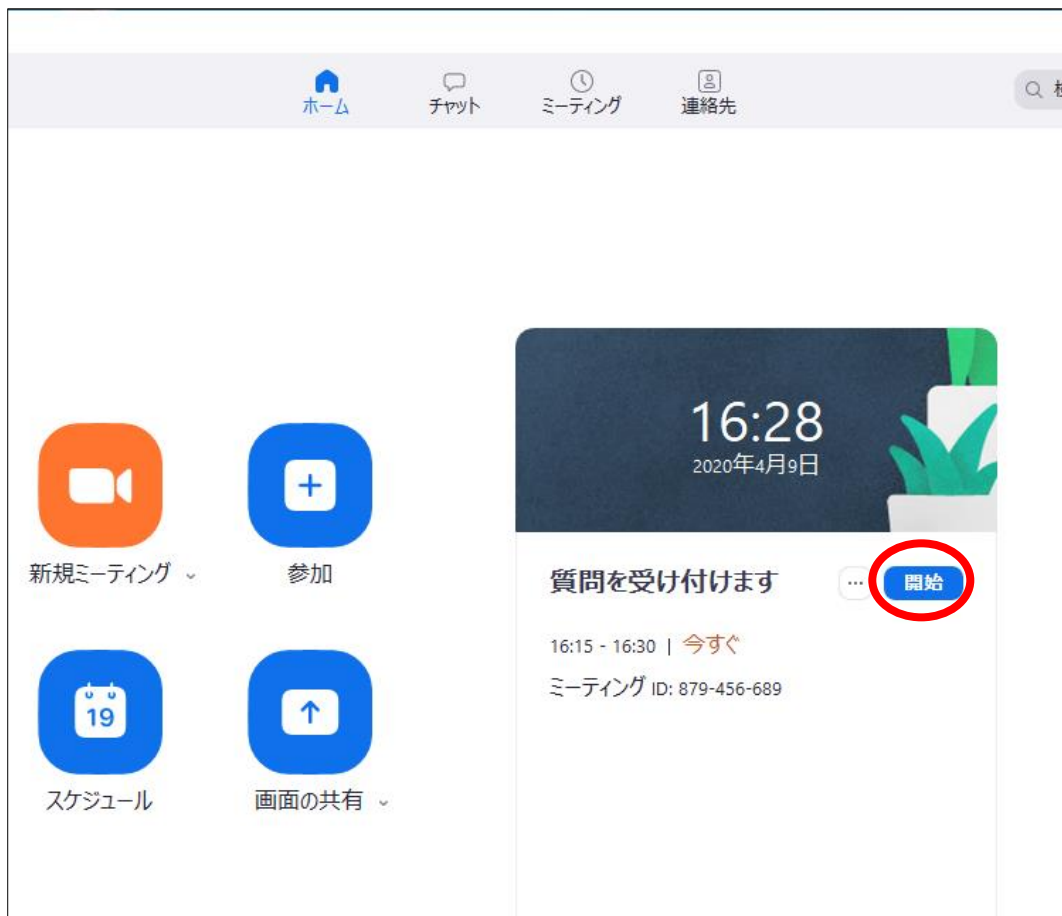 ホーム
チャット
ミーティング
連絡先
16:28
2020年4月9日
新規ミーティング
参加
質問を受け付けます
...
開始
16:15 - 16:30 | 今すぐ
ミーティング ID: 879-456-689
19
スケジュール
画面の共有